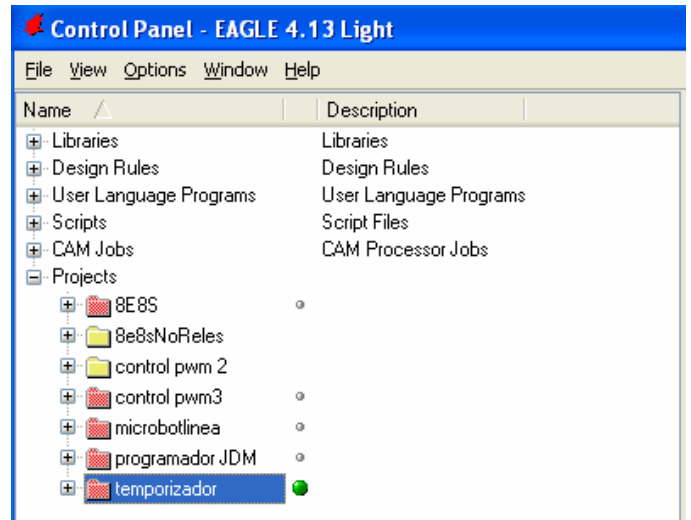 Control Panel - EAGLE 4.13 Light
File View Options Window Help
Name Description
Libraries Libraries
Design Rules Design Rules
User Language Programs User Language Programs
Scripts Script Files
CAM Jobs CAM Processor Jobs
Projects
8E8S
8e8sNoReles
control pwm 2
control pwm3
microbotlinea
programador JDM
temporizador